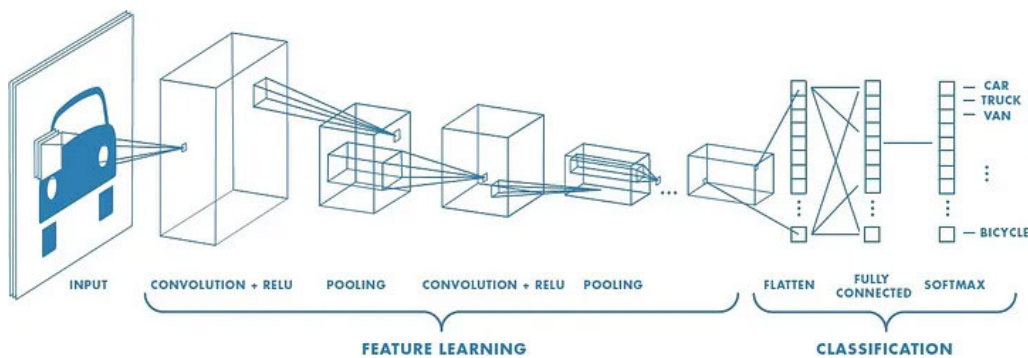 CAR
TRUCK
VAN
BICYCLE
INPUT
CONVOLUTION + RELU
POOLING
CONVOLUTION + RELU
POOLING
FLATTEN
FULLY
CONNECTED
SOFTMAX
FEATURE LEARNING
CLASSIFICATION